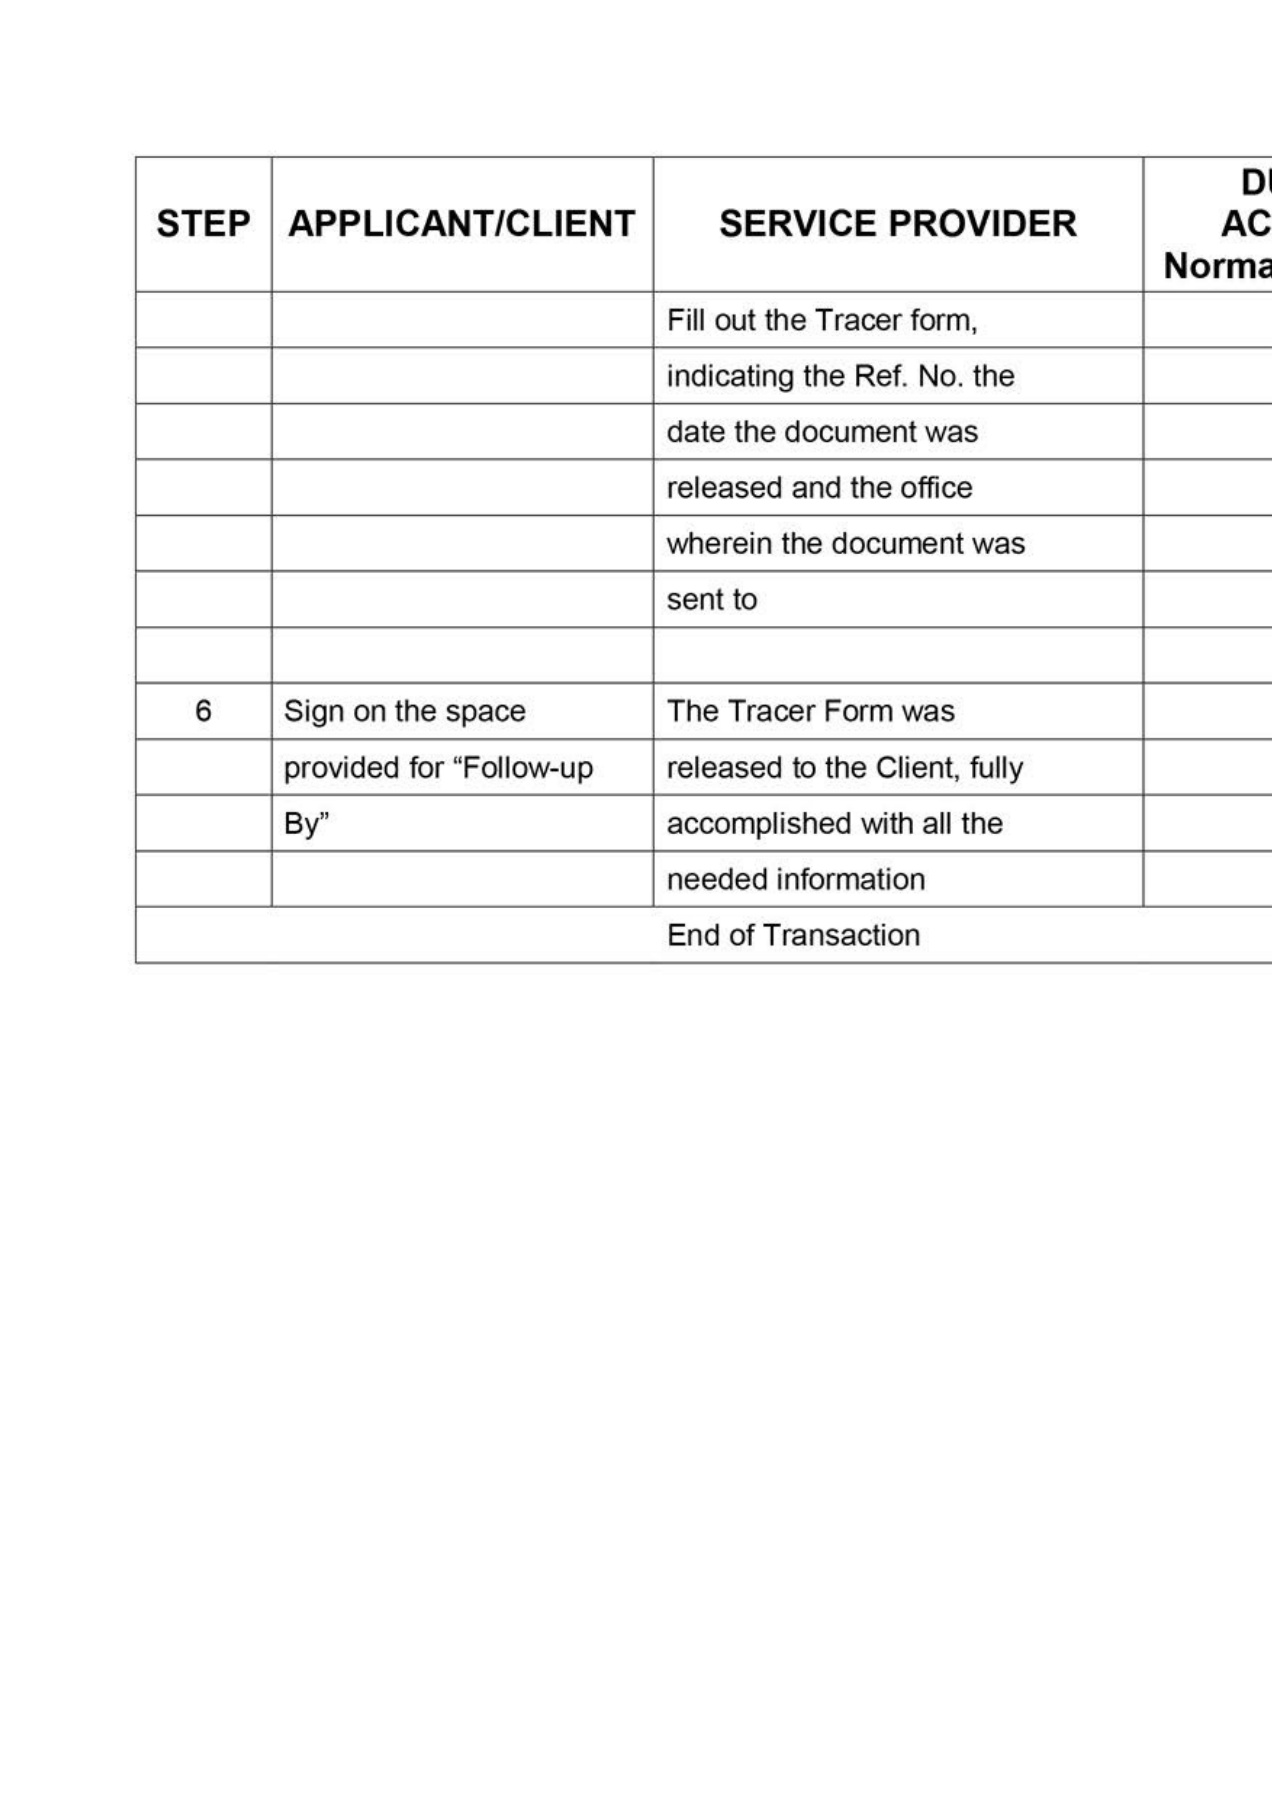 STEP APPLICANT/CLIENT SERVICE PROVIDER
Norma
Fill out the Tracer form,
indicating the Ref. No. the
date the document was
released and the office
wherein the document was
sent to
6 Sign on the space The Tracer Form was
provided for “Follow-up released to the Client, fully
By” accomplished with all the
needed information
End of Transaction